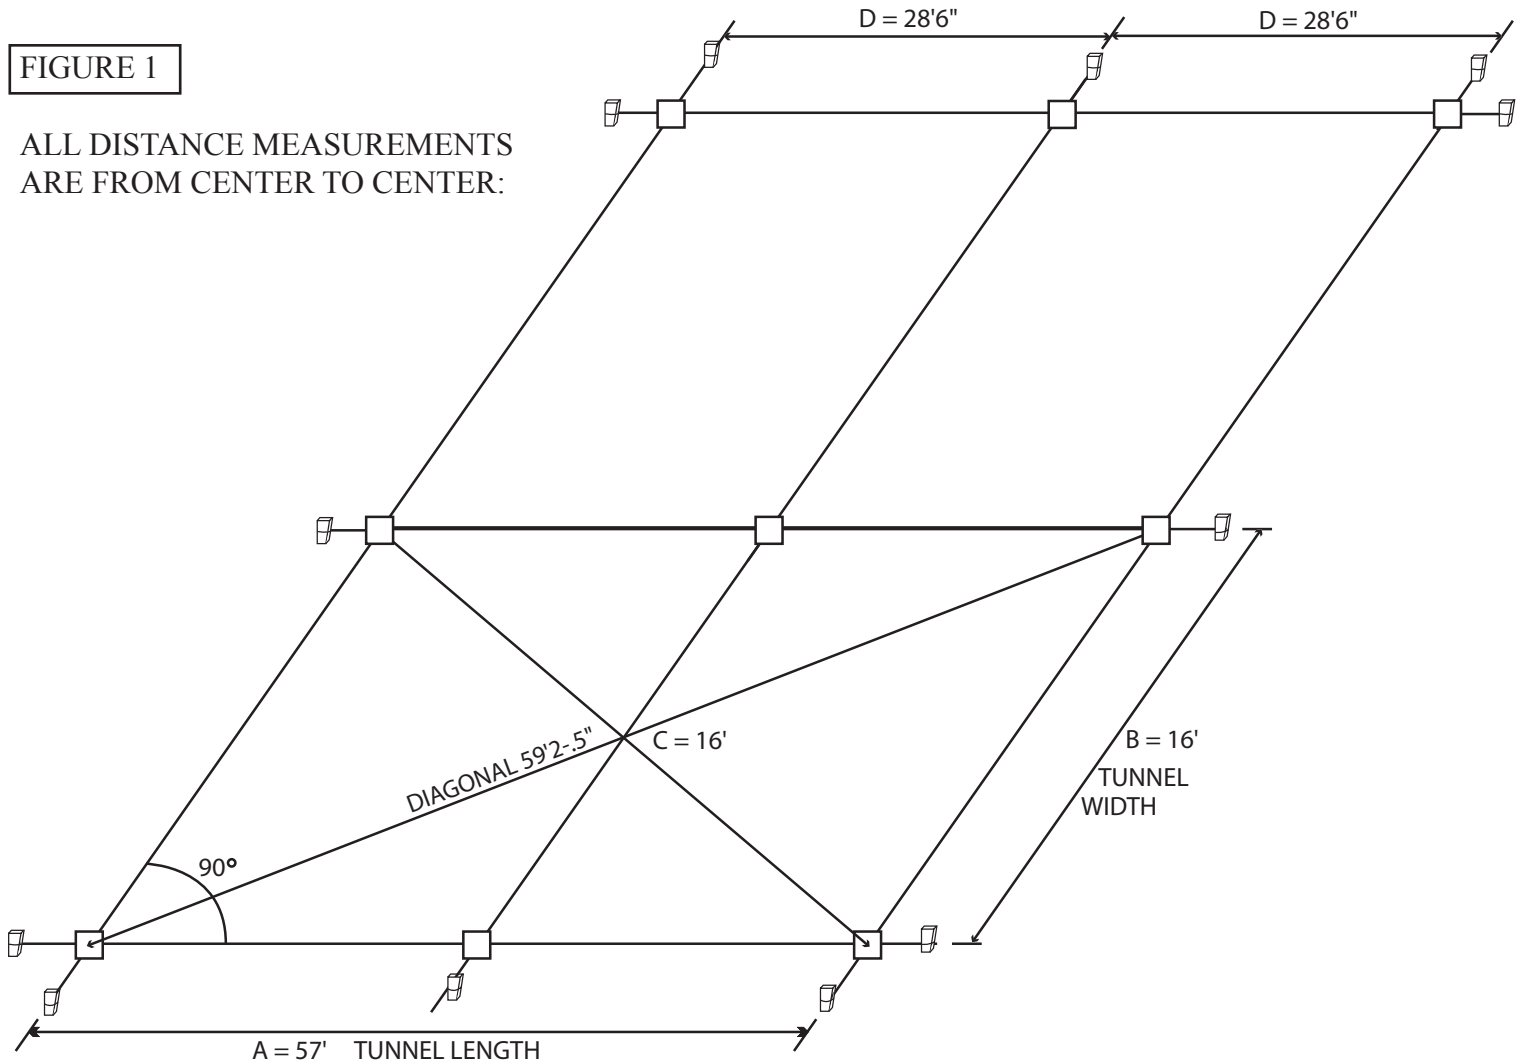 D = 28'6"
D = 28'6"
FIGURE 1
ALL DISTANCE MEASUREMENTS
ARE FROM CENTER TO CENTER:
DIAGONAL 59'2-.5"
C = 16'
B = 16'
TUNNEL
WIDTH
90°
A = 57' TUNNEL LENGTH